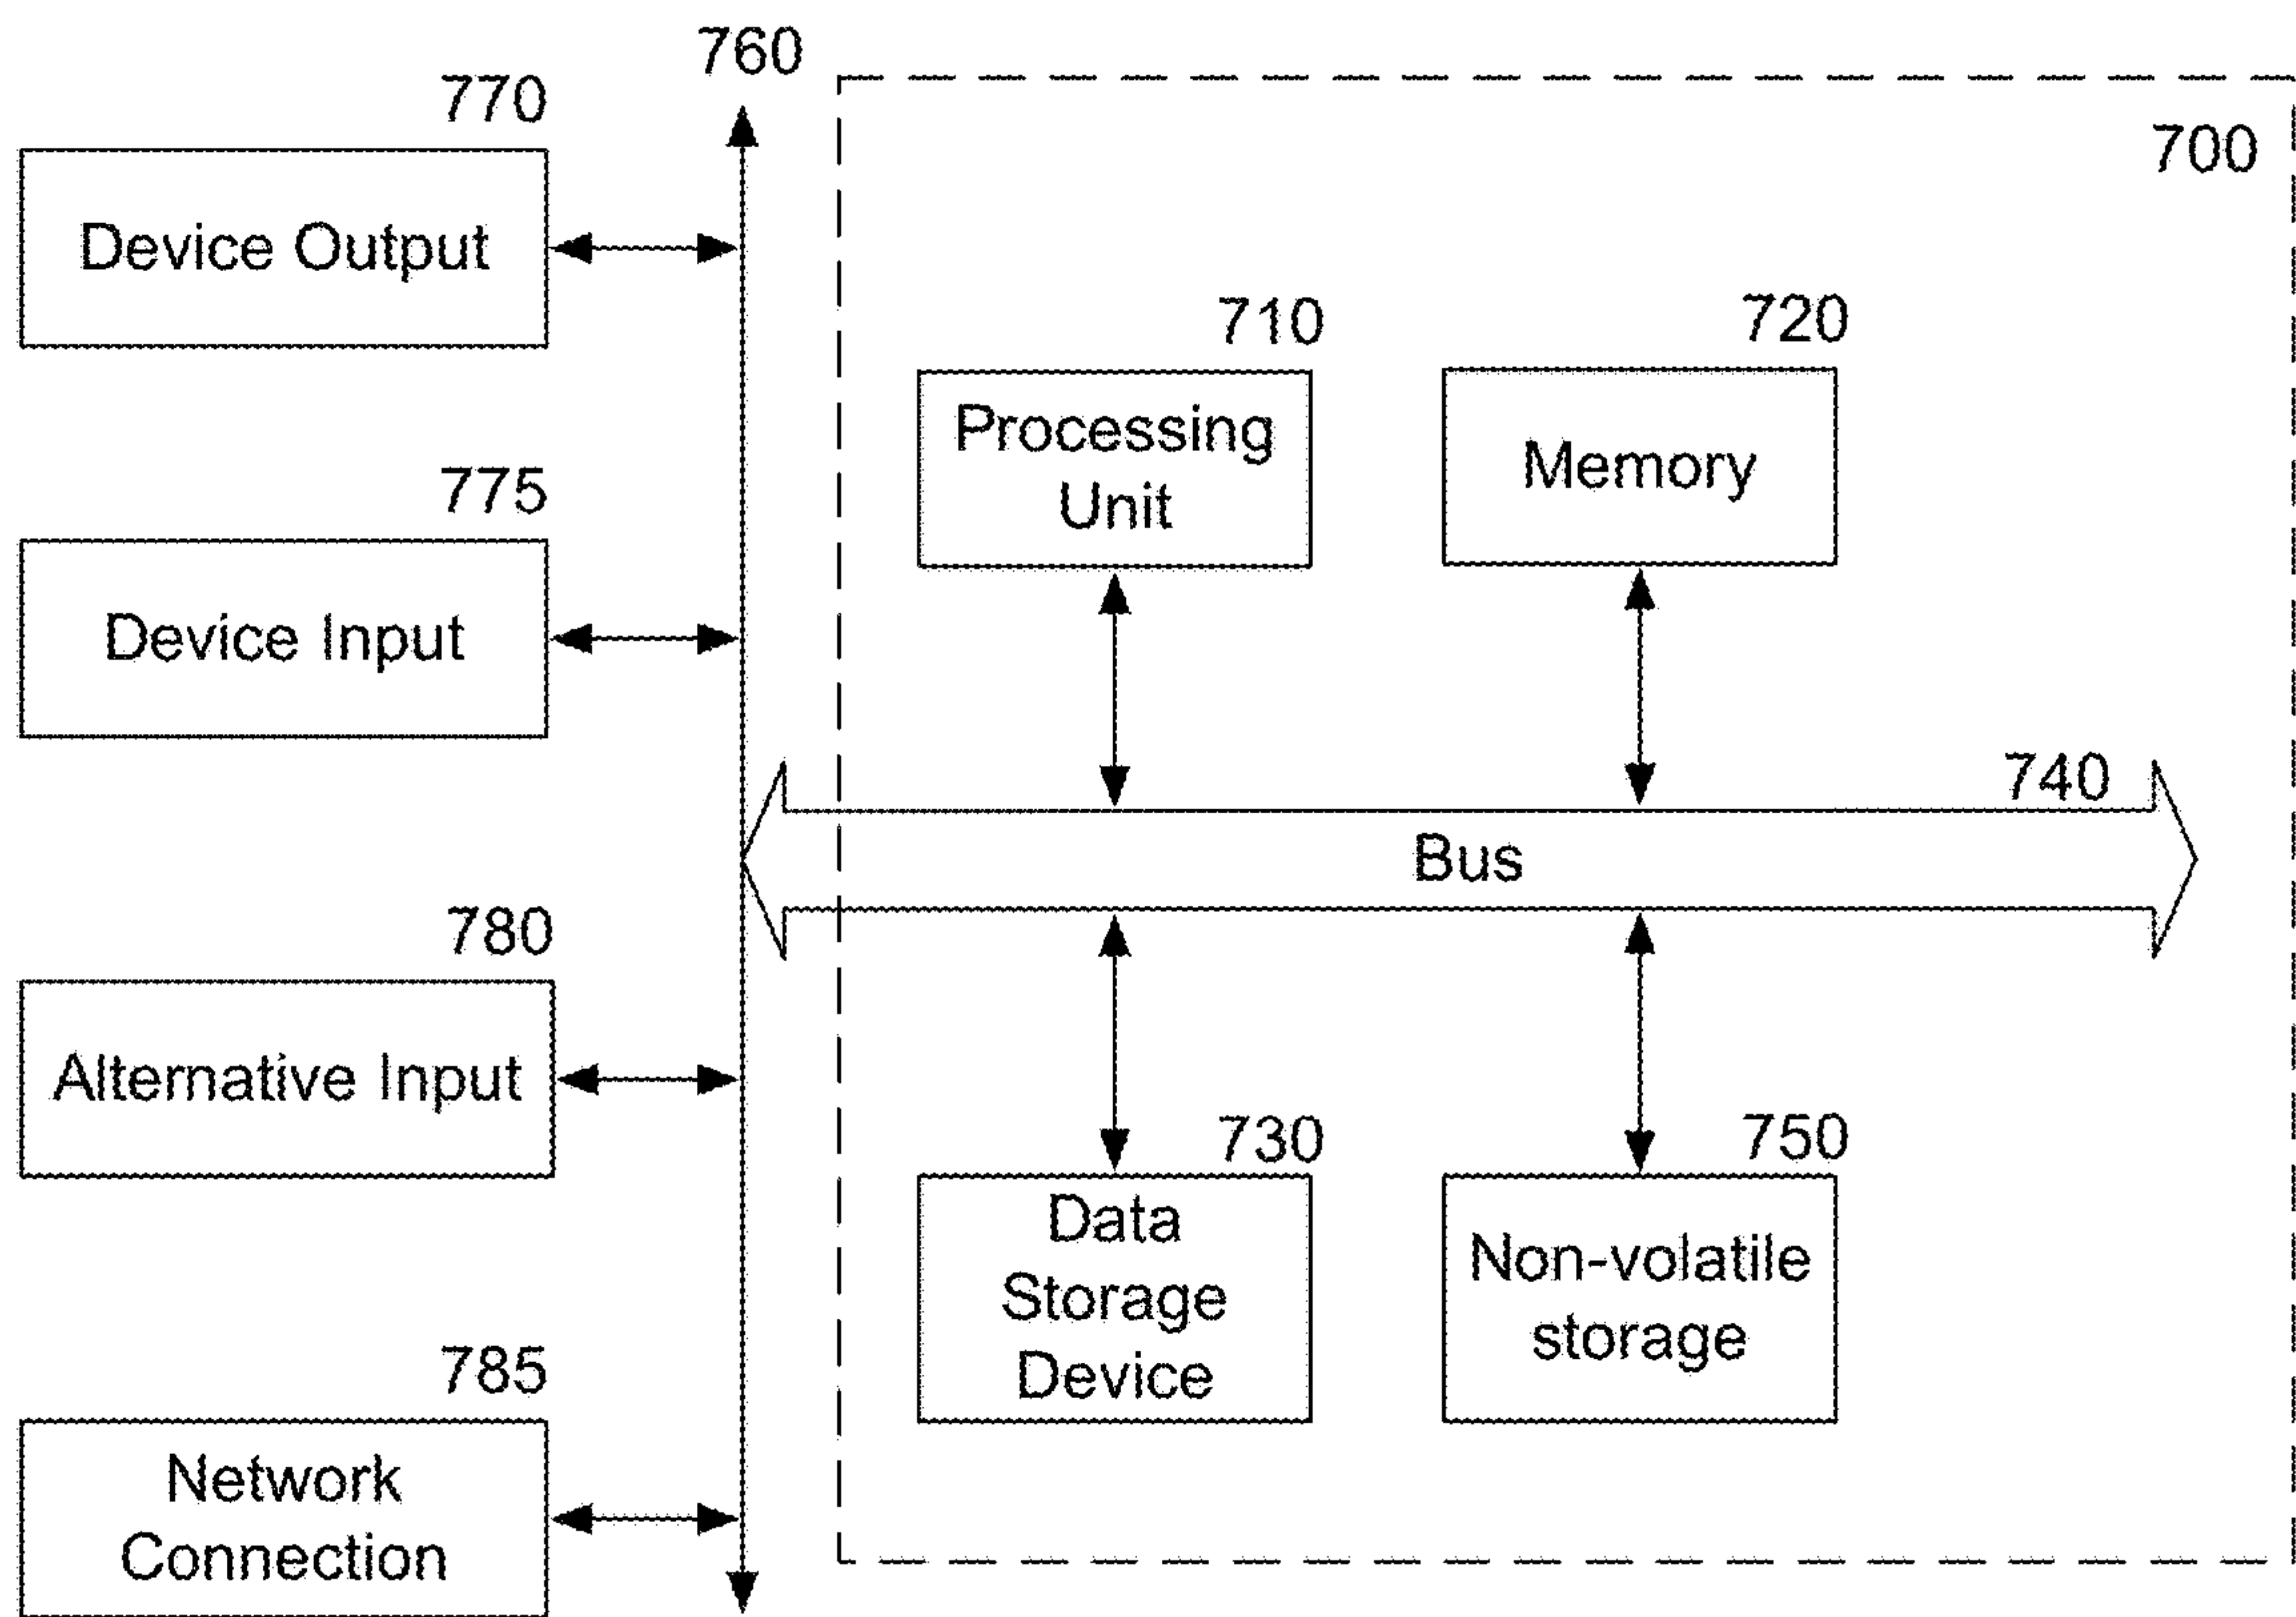 760
770
700
Device Output
710
720
Processing
Unit
Memory
775
Device Input
740
Bus
780
Alternative Input
730
750
Data
Storage
Device
Non-volatile
storage
785
Network
Connection